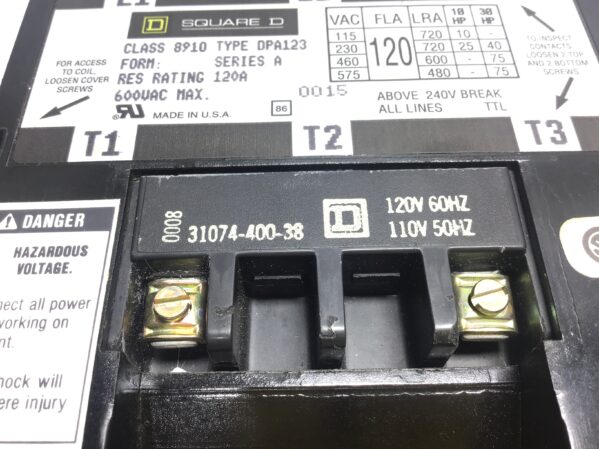 SQUARE D
CLASS 8910 TYPE DPA123
FORM: SERIES A
RES RATING 120A
600VAC MAX.
MADE IN U.S.A.
86
FOR ACCESS
TO COIL,
LOOSEN COVER
SCREWS
VAC FLA LRA 1Ø HP 3Ø HP
115 120 720 10 -
230 720 25 40
460 600 - 75
575 480 - 75
0015
ABOVE 240V BREAK
ALL LINES TTL
TO INSPECT
CONTACTS
LOOSEN 2 TOP
AND 2 BOTTOM
SCREWS
T1 T2 T3
0008 31074-400-38 D 120V 60HZ
110V 50HZ
DANGER
HAZARDOUS
VOLTAGE.
nect all power
working on
nt.
hock will
ere injury